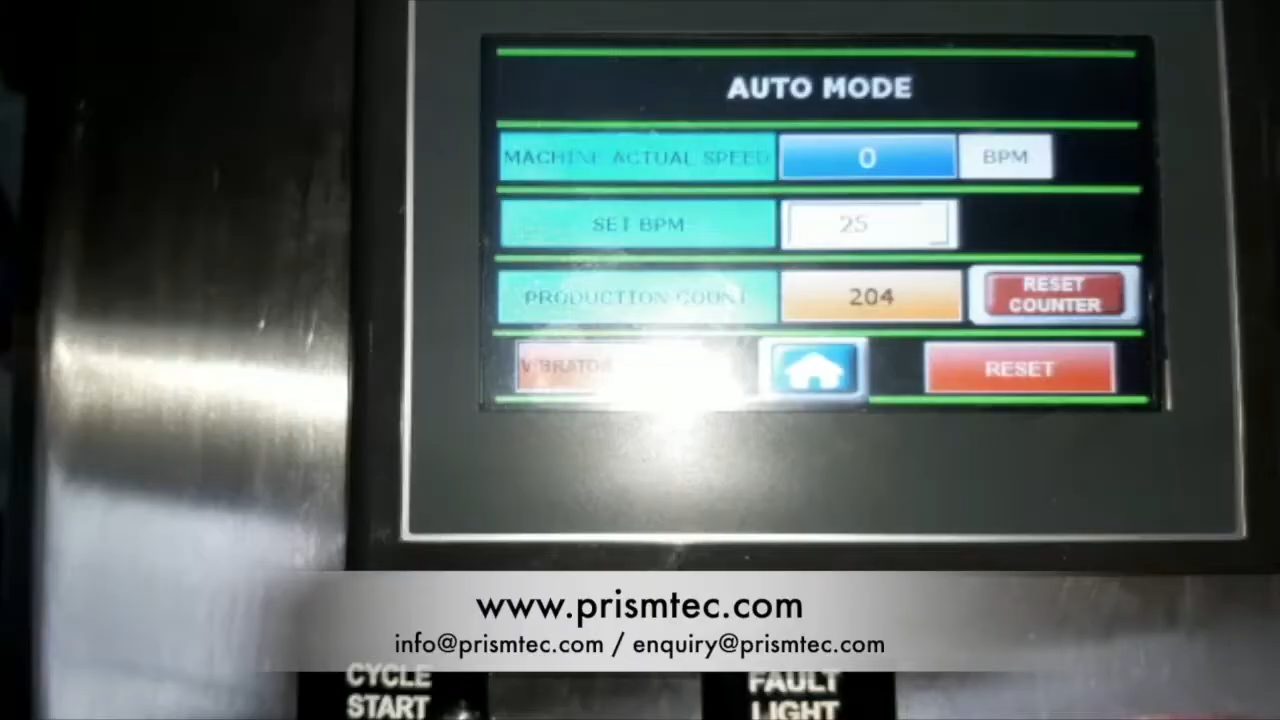 AUTO MODE
MACHINE ACTUAL SPEED 0 BPM
SET BPM 25
PRODUCTION COUNT 204 RESET COUNTER
VIBRATOR RESET
www.prismtec.com
info@prismtec.com / enquiry@prismtec.com
CYCLE START
FAULT LIGHT